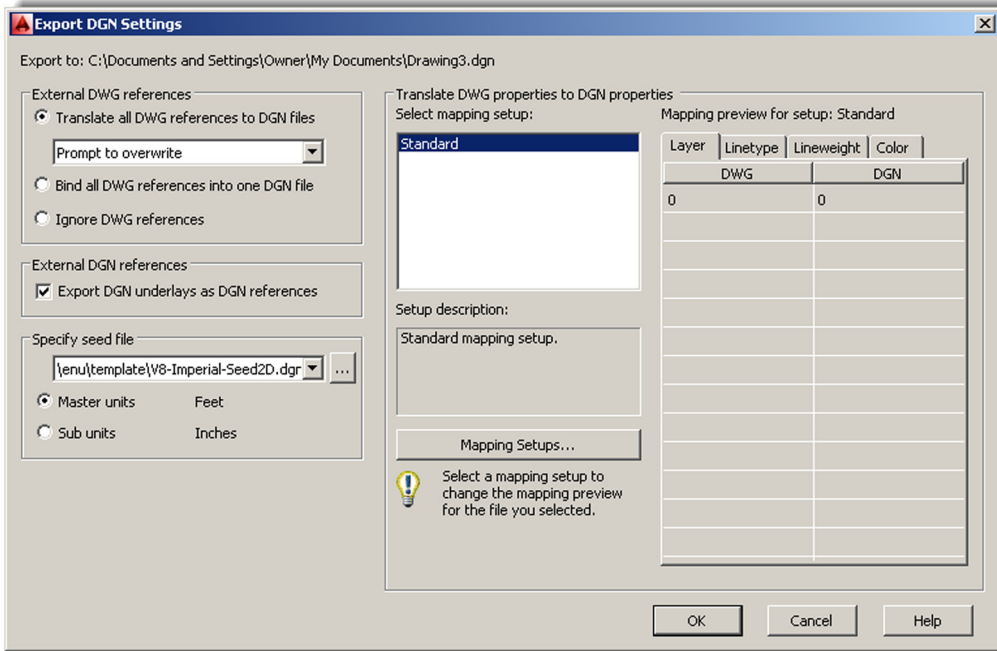 Export DGN Settings
Export to: C:\Documents and Settings\Owner\My Documents\Drawing3.dgn
External DWG references
Translate all DWG references to DGN files
Prompt to overwrite
Bind all DWG references into one DGN file
Ignore DWG references
External DGN references
Export DGN underlays as DGN references
Specify seed file
\enu\template\V8-Imperial-Seed2D.dgr
...
Master units Feet
Sub units Inches
Translate DWG properties to DGN properties
Select mapping setup:
Standard
Setup description:
Standard mapping setup.
Mapping Setups...
Select a mapping setup to
change the mapping preview
for the file you selected.
Mapping preview for setup: Standard
Layer Linetype Lineweight Color
DWG DGN
0 0
OK Cancel Help